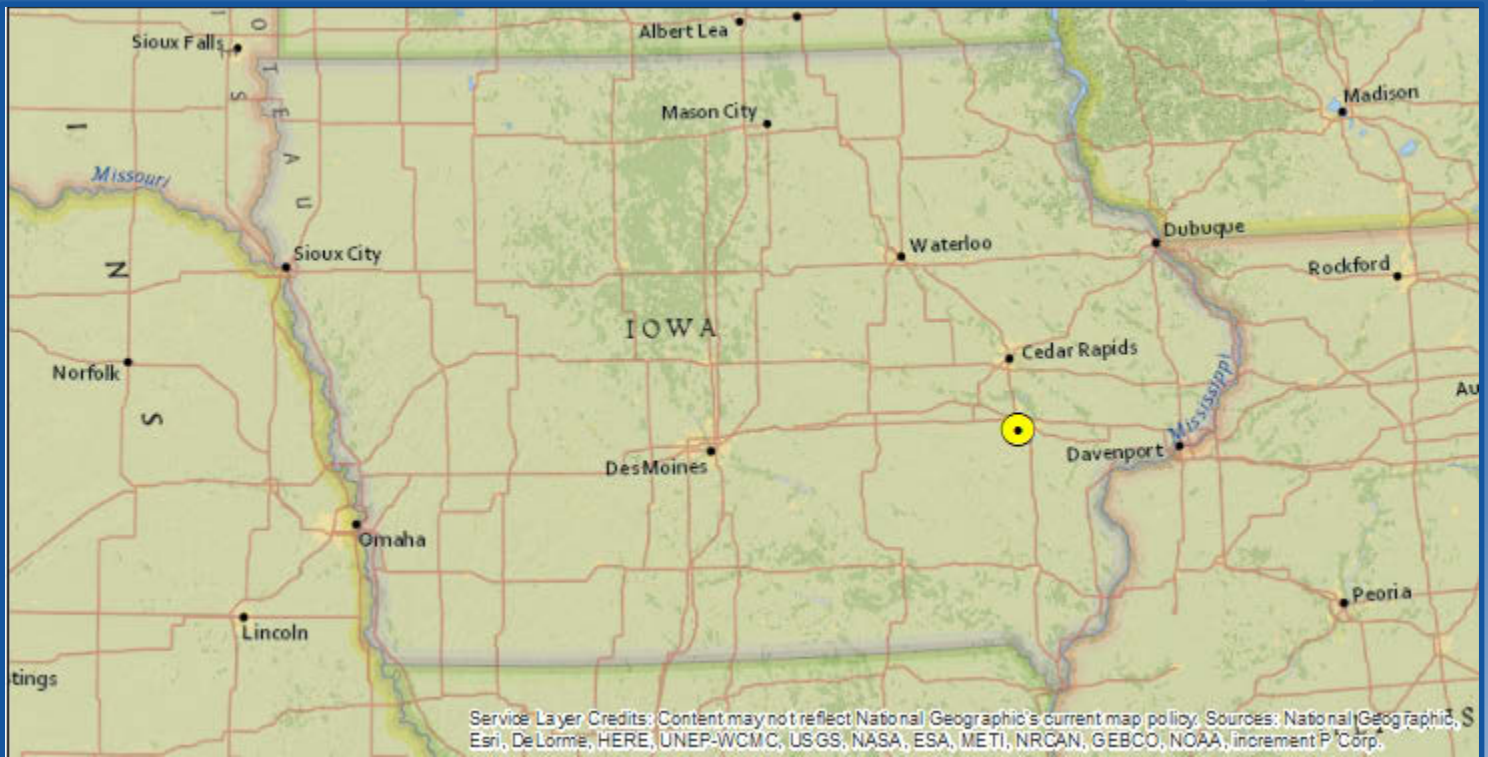 Albert Lea
Sioux Falls
Madison
Mason City
Missouri
Dubuque
Waterloo
Sioux City
Rockford
IOWA
Cedar Rapids
Norfolk
Mississippi
Au
Davenport
Des Moines
Omaha
Peoria
Lincoln
tings
Service Layer Credits: Content may not reflect National Geographic's current map policy. Sources: National Geographic,
Esri, DeLorme, HERE, UNEP-WCMC, USGS, NASA, ESA, METI, NRCAN, GEBCO, NOAA, increment P Corp.